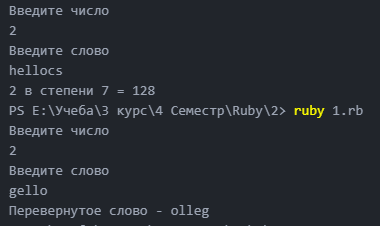 Введите число
2
Введите слово
hellocs
2 в степени 7 = 128
PS E:\Учеба\3 курс\4 Семестр\Ruby\2> ruby 1.rb
Введите число
2
Введите слово
gello
Перевернутое слово - olleg